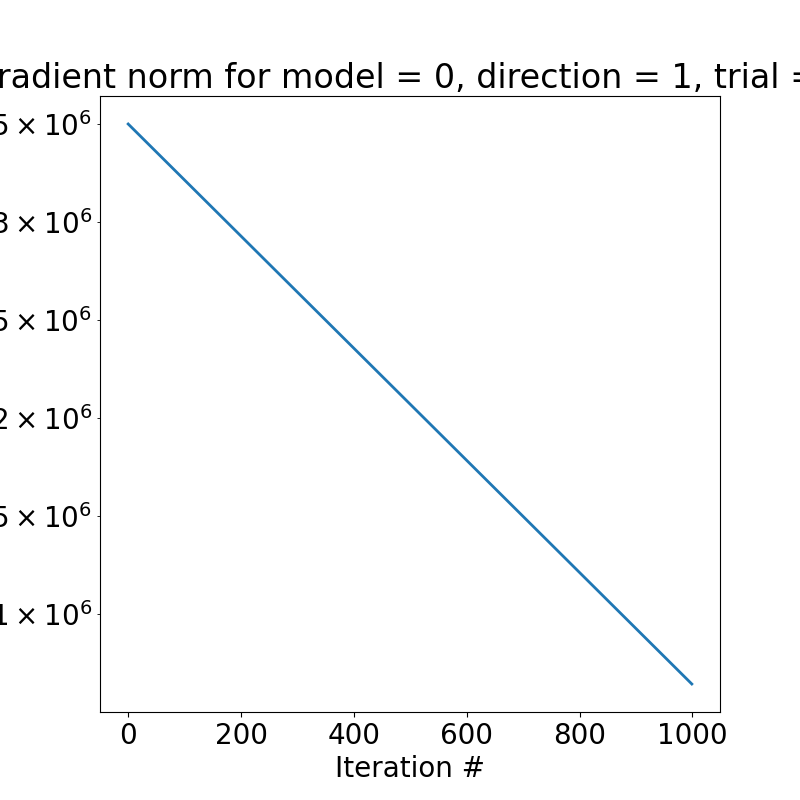 radient norm for model = 0, direction = 1, trial =
5 × 10⁶
3 × 10⁶
5 × 10⁶
2 × 10⁶
5 × 10⁶
1 × 10⁶
0 200 400 600 800 1000
Iteration #